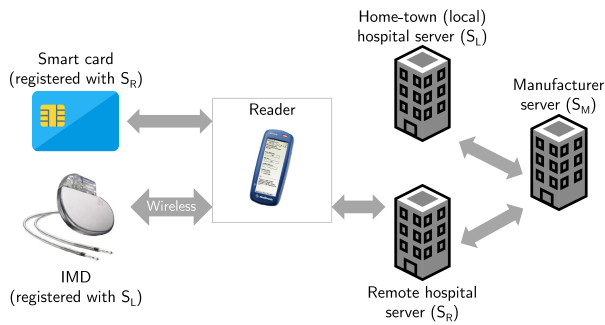 Home-town (local)
hospital server (S_L)
Smart card
(registered with S_R)
Manufacturer
server (S_M)
Reader
Wireless
IMD
(registered with S_L)
Remote hospital
server (S_R)